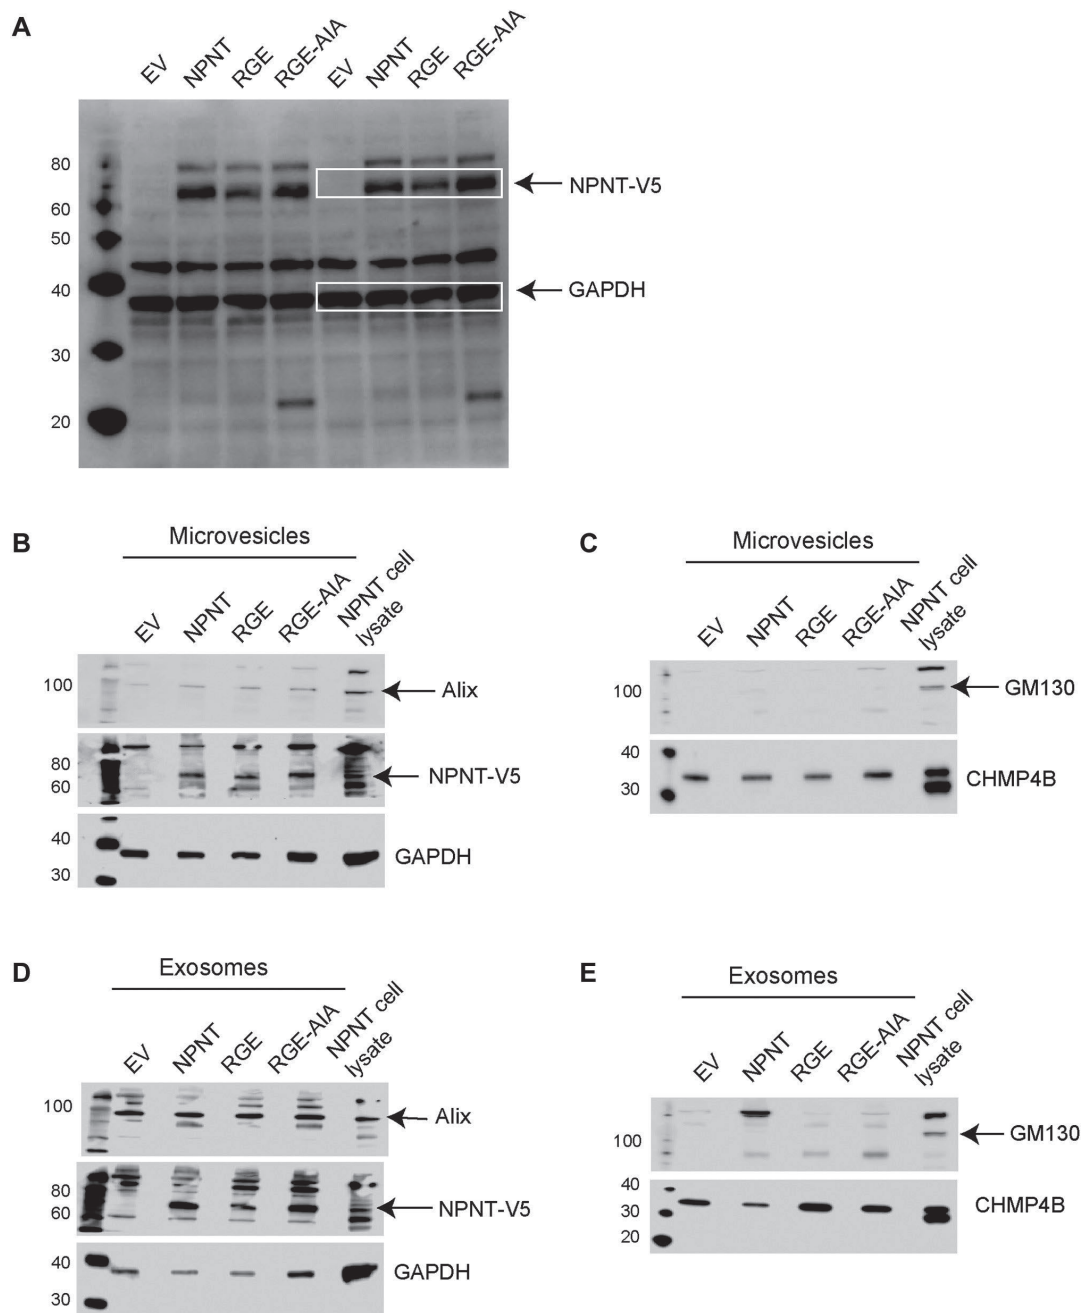 A
EV NPNT RGE RGE-AIA EV NPNT RGE RGE-AIA
80
NPNT-V5
60
50
40
GAPDH
30
20
B
Microvesicles
EV NPNT RGE RGE-AIA NPNT cell lysate
100
Alix
80
NPNT-V5
60
40
GAPDH
30
C
Microvesicles
EV NPNT RGE RGE-AIA NPNT cell lysate
GM130
100
40
CHMP4B
30
D
Exosomes
EV NPNT RGE RGE-AIA NPNT cell lysate
100
Alix
80
NPNT-V5
60
40
GAPDH
30
E
Exosomes
EV NPNT RGE RGE-AIA NPNT cell lysate
GM130
100
40
CHMP4B
30
20